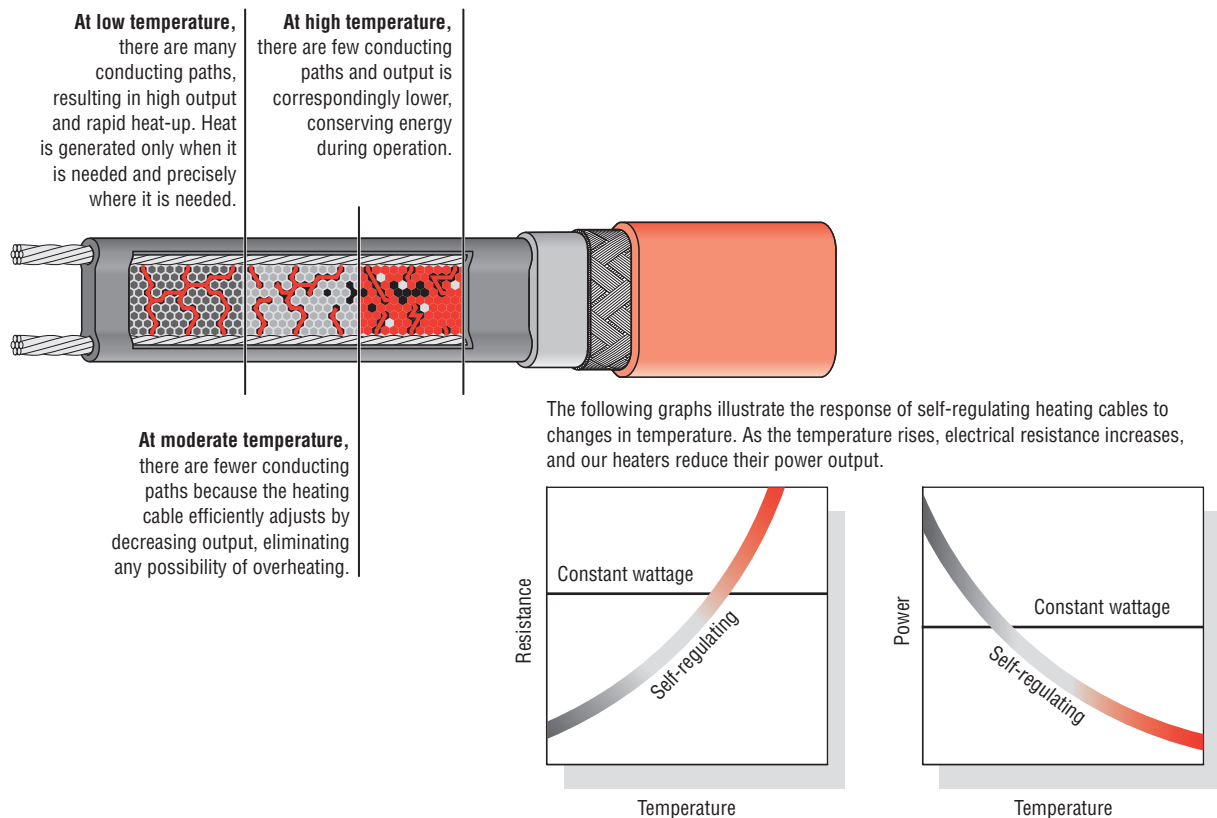 At low temperature,
there are many
conducting paths,
resulting in high output
and rapid heat-up. Heat
is generated only when it
is needed and precisely
where it is needed.
At high temperature,
there are few conducting
paths and output is
correspondingly lower,
conserving energy
during operation.
At moderate temperature,
there are fewer conducting
paths because the heating
cable efficiently adjusts by
decreasing output, eliminating
any possibility of overheating.
The following graphs illustrate the response of self-regulating heating cables to
changes in temperature. As the temperature rises, electrical resistance increases,
and our heaters reduce their power output.
Resistance
Constant wattage
Self-regulating
Temperature
Power
Constant wattage
Self-regulating
Temperature